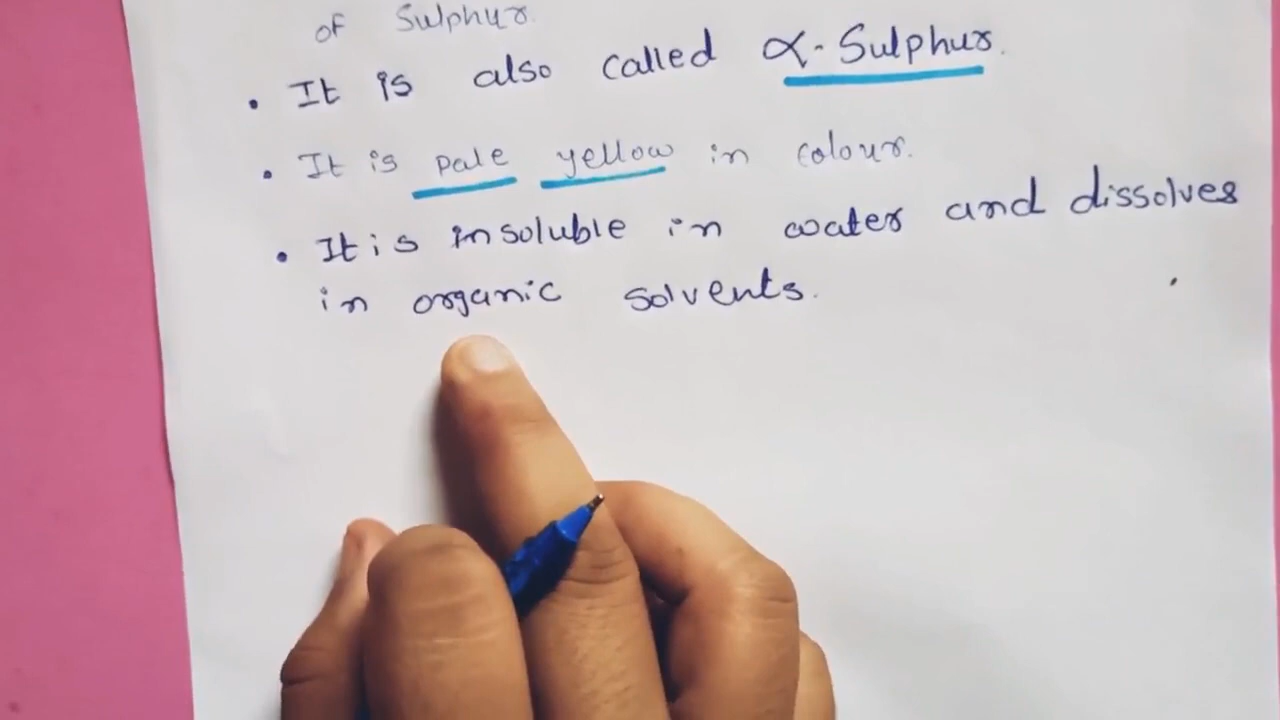 of Sulphur.
• It is also called α-Sulphur.
• It is pale yellow in colour.
• It is insoluble in water and dissolves
in organic solvents.